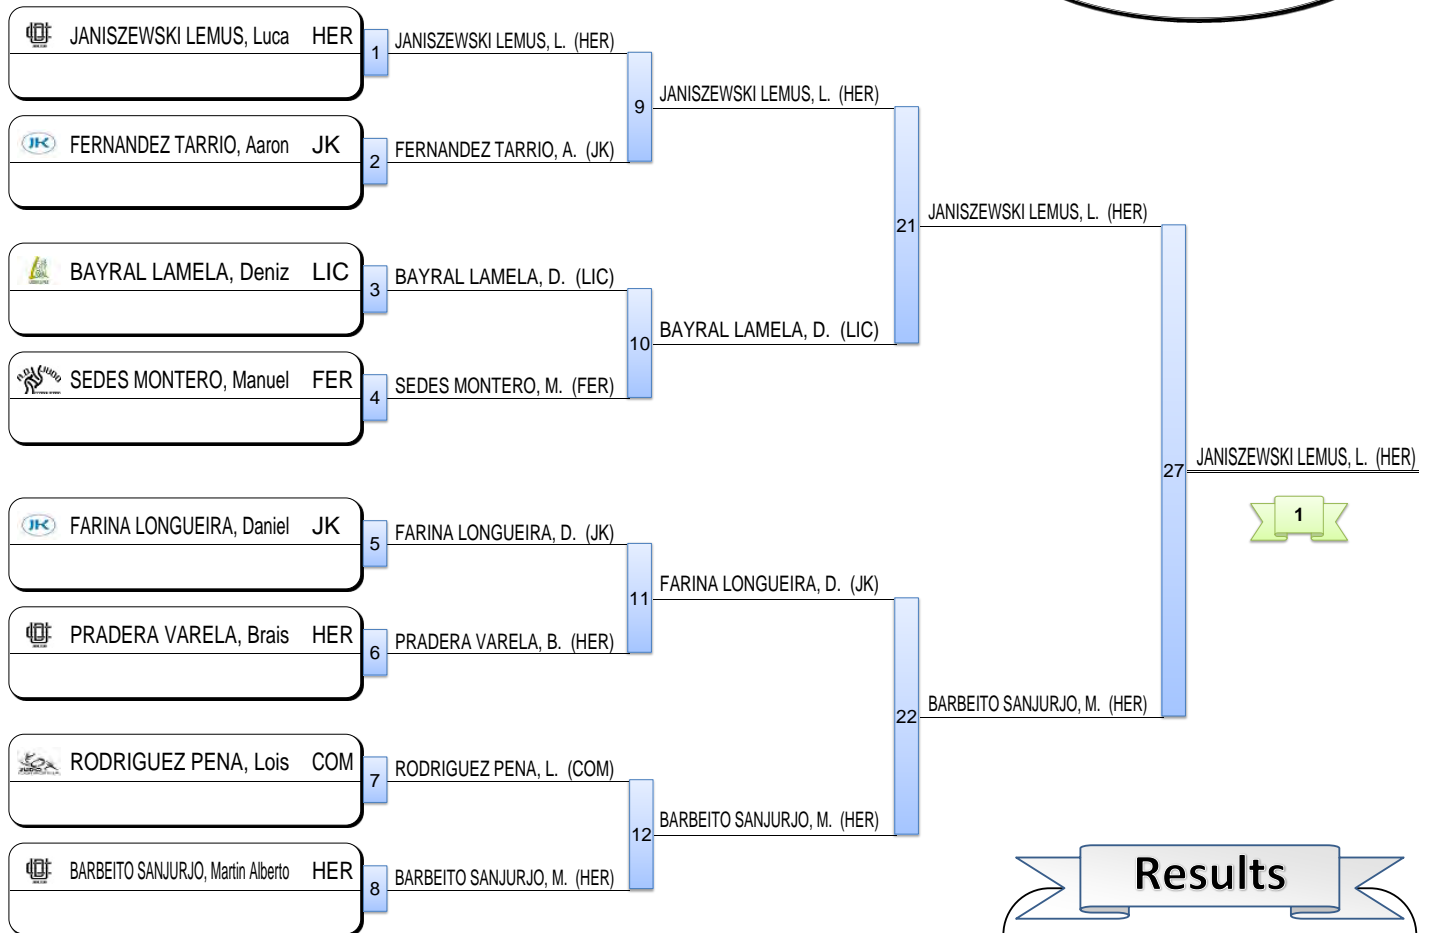 JANISZEWSKI LEMUS, Luca HER
1
JANISZEWSKI LEMUS, L. (HER)
9
JANISZEWSKI LEMUS, L. (HER)
JK FERNANDEZ TARRIO, Aaron JK
2
FERNANDEZ TARRIO, A. (JK)
21
JANISZEWSKI LEMUS, L. (HER)
BAYRAL LAMELA, Deniz LIC
3
BAYRAL LAMELA, D. (LIC)
10
BAYRAL LAMELA, D. (LIC)
SEDES MONTERO, Manuel FER
4
SEDES MONTERO, M. (FER)
27
JANISZEWSKI LEMUS, L. (HER)
1
JK FARINA LONGUEIRA, Daniel JK
5
FARINA LONGUEIRA, D. (JK)
11
FARINA LONGUEIRA, D. (JK)
PRADERA VARELA, Brais HER
6
PRADERA VARELA, B. (HER)
22
BARBEITO SANJURJO, M. (HER)
RODRIGUEZ PENA, Lois COM
7
RODRIGUEZ PENA, L. (COM)
12
BARBEITO SANJURJO, M. (HER)
BARBEITO SANJURJO, Martin Alberto HER
8
BARBEITO SANJURJO, M. (HER)
Results